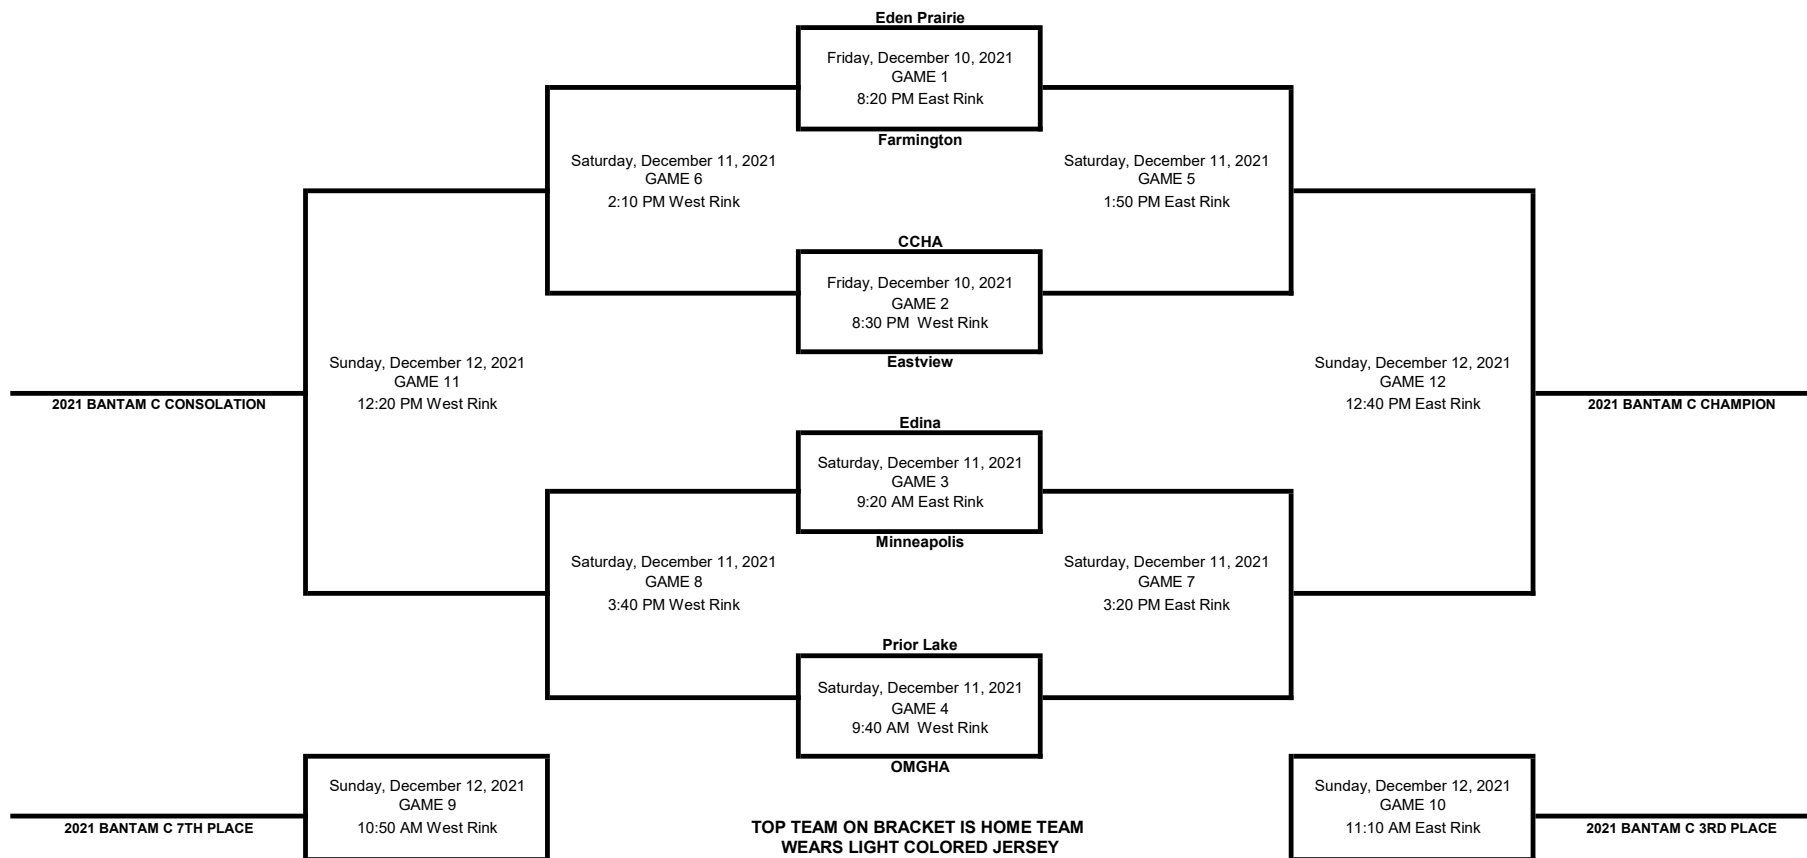 Eden Prairie
Friday, December 10, 2021
GAME 1
8:20 PM East Rink
Farmington
Saturday, December 11, 2021
GAME 6
2:10 PM West Rink
Saturday, December 11, 2021
GAME 5
1:50 PM East Rink
CCHA
Friday, December 10, 2021
GAME 2
8:30 PM  West Rink
Eastview
Sunday, December 12, 2021
GAME 11
12:20 PM West Rink
2021 BANTAM C CONSOLATION
Sunday, December 12, 2021
GAME 12
12:40 PM East Rink
2021 BANTAM C CHAMPION
Edina
Saturday, December 11, 2021
GAME 3
9:20 AM East Rink
Minneapolis
Saturday, December 11, 2021
GAME 8
3:40 PM West Rink
Saturday, December 11, 2021
GAME 7
3:20 PM East Rink
Prior Lake
Saturday, December 11, 2021
GAME 4
9:40 AM  West Rink
OMGHA
Sunday, December 12, 2021
GAME 9
10:50 AM West Rink
2021 BANTAM C 7TH PLACE
Sunday, December 12, 2021
GAME 10
11:10 AM East Rink
2021 BANTAM C 3RD PLACE
TOP TEAM ON BRACKET IS HOME TEAM
WEARS LIGHT COLORED JERSEY